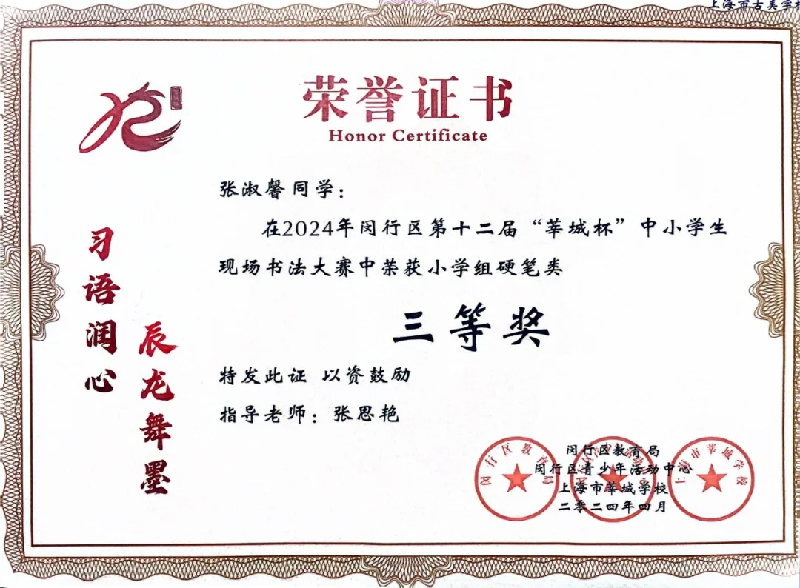 上海市古美学校
荣誉证书
Honor Certificate
张淑馨同学：
在2024年闵行区第十二届“莘城杯”中小学生
现场书法大赛中荣获小学组硬笔类
三等奖
特发此证 以资鼓励
指导老师：张思艳
习语润心
辰龙舞墨
闵行区教育局
闵行区青少年活动中心
上海市莘城学校
二零二四年四月
闵行区教育局
上海市莘城学校